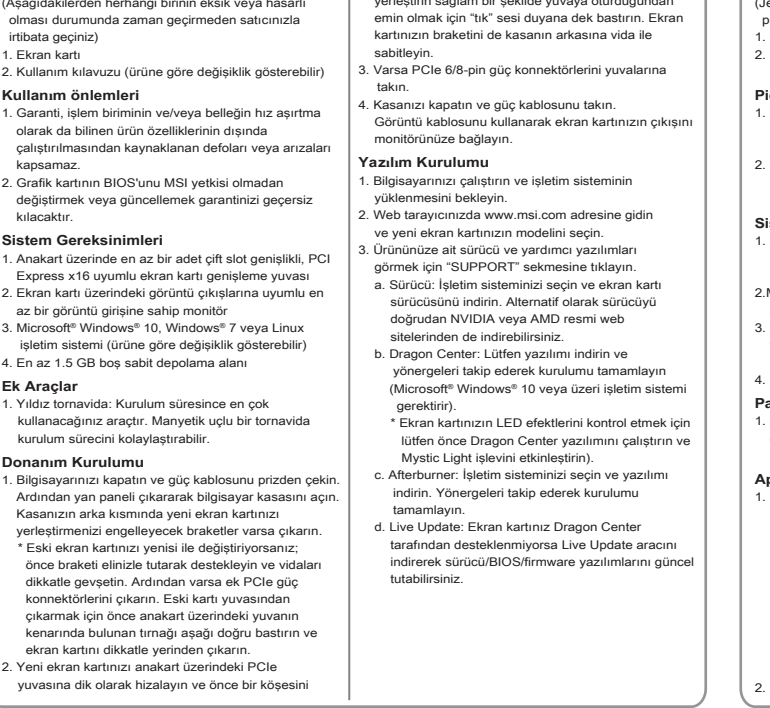 (Aşağıdakilerden herhangi birinin eksik veya hasarlı
olması durumunda zaman geçirmeden satıcınızla
irtibata geçiniz)
1. Ekran kartı
2. Kullanım kılavuzu (ürüne göre değişiklik gösterebilir)
Kullanım önlemleri
1. Garanti, işlem biriminin ve/veya belleğin hız aşırtma
olarak da bilinen ürün özelliklerinin dışında
çalıştırılmasından kaynaklanan defoları veya arızaları
kapsamaz.
2. Grafik kartının BIOS'unu MSI yetkisi olmadan
değiştirmek veya güncellemek garantinizi geçersiz
kılacaktır.
Sistem Gereksinimleri
1. Anakart üzerinde en az bir adet çift slot genişlikli, PCI
Express x16 uyumlu ekran kartı genişleme yuvası
2. Ekran kartı üzerindeki görüntü çıkışlarına uyumlu en
az bir görüntü girişine sahip monitör
3. Microsoft® Windows® 10, Windows® 7 veya Linux
işletim sistemi (ürüne göre değişiklik gösterebilir)
4. En az 1.5 GB boş sabit depolama alanı
Ek Araçlar
1. Yıldız tornavida: Kurulum süresince en çok
kullanacağınız araçtır. Manyetik uçlu bir tornavida
kurulum sürecini kolaylaştırabilir.
Donanım Kurulumu
1. Bilgisayarınızı kapatın ve güç kablosunu prizden çekin.
Ardından yan paneli çıkararak bilgisayar kasasını açın.
Kasanızın arka kısmında yeni ekran kartınızı
yerleştirmenizi engelleyecek braketler varsa çıkarın.
* Eski ekran kartınızı yenisi ile değiştiriyorsanız;
önce braketi elinizle tutarak destekleyin ve vidaları
dikkatle gevşetin. Ardından varsa ek PCIe güç
konnektörlerini çıkarın. Eski kartı yuvasından
çıkarmak için önce anakart üzerindeki yuvanın
kenarında bulunan tırnağı aşağı doğru bastırın ve
ekran kartını dikkatle yerinden çıkarın.
2. Yeni ekran kartınızı anakart üzerindeki PCIe
yuvasına dik olarak hizalayın ve önce bir köşesini
yerleştirin sağlam bir şekilde yuvaya oturduğundan
emin olmak için “tık” sesi duyana dek bastırın. Ekran
kartınızın braketini de kasanın arkasına vida ile
sabitleyin.
3. Varsa PCIe 6/8-pin güç konnektörlerini yuvalarına
takın.
4. Kasanızı kapatın ve güç kablosunu takın.
Görüntü kablosunu kullanarak ekran kartınızın çıkışını
monitörünüze bağlayın.
Yazılım Kurulumu
1. Bilgisayarınızı çalıştırın ve işletim sisteminin
yüklenmesini bekleyin.
2. Web tarayıcınızda www.msi.com adresine gidin
ve yeni ekran kartınızın modelini seçin.
3. Ürününüze ait sürücü ve yardımcı yazılımları
görmek için “SUPPORT” sekmesine tıklayın.
a. Sürücü: İşletim sisteminizi seçin ve ekran kartı
sürücüsünü indirin. Alternatif olarak sürücüyü
doğrudan NVIDIA veya AMD resmi web
sitelerinden de indirebilirsiniz.
b. Dragon Center: Lütfen yazılımı indirin ve
yönergeleri takip ederek kurulumu tamamlayın
(Microsoft® Windows® 10 veya üzeri işletim sistemi
gerektirir).
* Ekran kartınızın LED efektlerini kontrol etmek için
lütfen önce Dragon Center yazılımını çalıştırın ve
Mystic Light işlevini etkinleştirin).
c. Afterburner: İşletim sisteminizi seçin ve yazılımı
indirin. Yönergeleri takip ederek kurulumu
tamamlayın.
d. Live Update: Ekran kartınız Dragon Center
tarafından desteklenmiyorsa Live Update aracını
indirerek sürücü/BIOS/firmware yazılımlarını güncel
tutabilirsiniz.
1.
2.
1.
2.
1.
3.
4.
1.
1.
2.